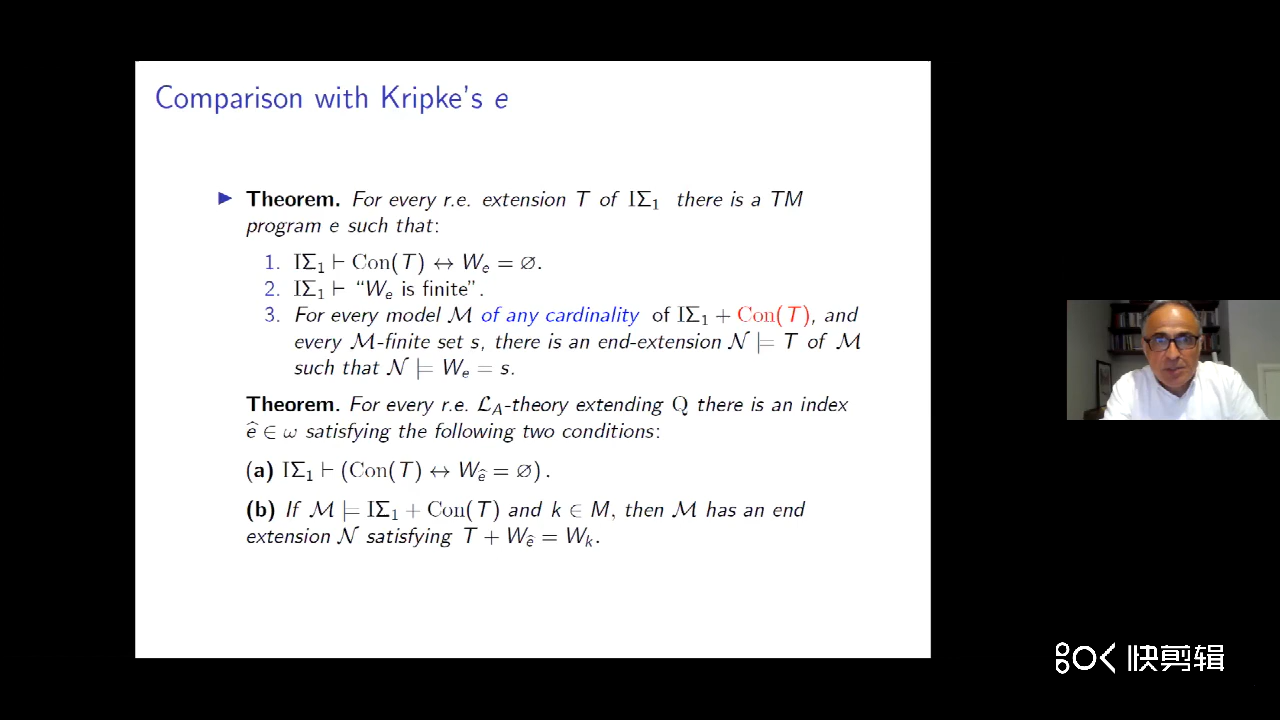 Comparison with Kripke's e
▶ Theorem. For every r.e. extension T of IΣ₁ there is a TM
program e such that:
1. IΣ₁ ⊢ Con(T) ↔ Wₑ = ∅.
2. IΣ₁ ⊢ “Wₑ is finite”.
3. For every model ℳ of any cardinality of IΣ₁ + Con(T), and
every ℳ-finite set s, there is an end-extension 𝒩 ⊨ T of ℳ
such that 𝒩 ⊨ Wₑ = s.
Theorem. For every r.e. ℒ_A-theory extending Q there is an index
ê ∈ ω satisfying the following two conditions:
(a) IΣ₁ ⊢ (Con(T) ↔ W_ê = ∅).
(b) If ℳ ⊨ IΣ₁ + Con(T) and k ∈ M, then ℳ has an end
extension 𝒩 satisfying T + W_ê = W_k.
快剪辑